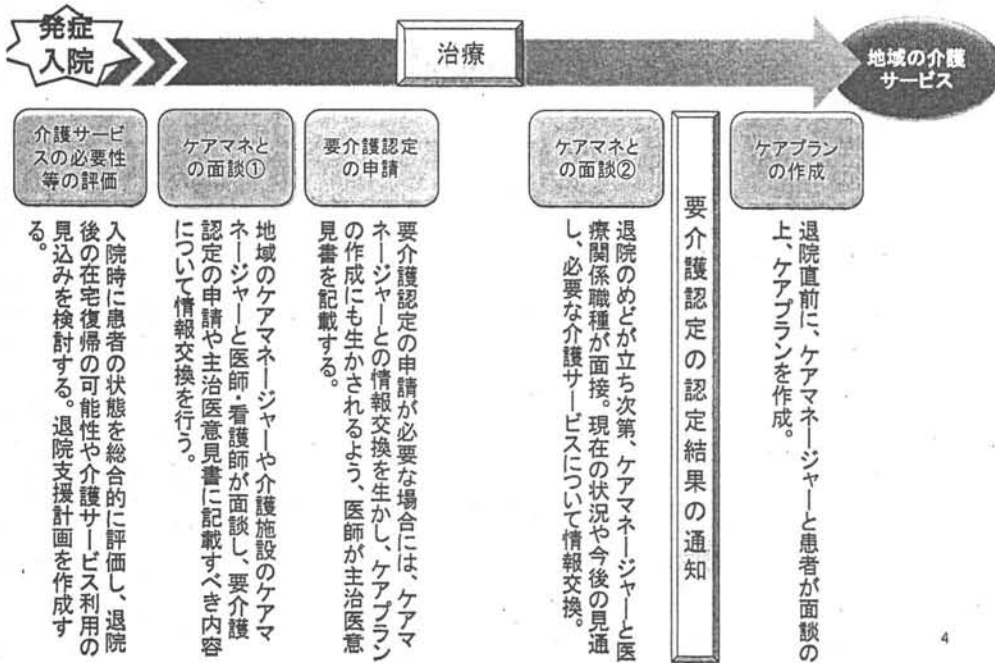 発症
入院
治療
地域の介護
サービス
介護サービ
スの必要性
等の評価
入院時に患者の状態を総合的に評価し、退院
後の在宅復帰の可能性や介護サービス利用の
見込みを検討する。退院支援計画を作成す
る。
ケアマネと
の面談①
地域のケアマネージャーや介護施設のケアマ
ネージャーと医師・看護師が面談し、要介護
認定の申請や主治医意見書に記載すべき内容
について情報交換を行う。
要介護認定
の申請
要介護認定の申請が必要な場合には、ケアマ
ネージャーとの情報交換を生かし、ケアプラン
の作成にも生かされるよう、医師が主治医意
見書を記載する。
ケアマネと
の面談②
退院のめどが立ち次第、ケアマネージャーと医
療関係職種が面接。現在の状況や今後の見通
し、必要な介護サービスについて情報交換。
要介護認定の認定結果の通知
ケアプラン
の作成
退院直前に、ケアマネージャーと患者が面談の
上、ケアプランを作成。
4